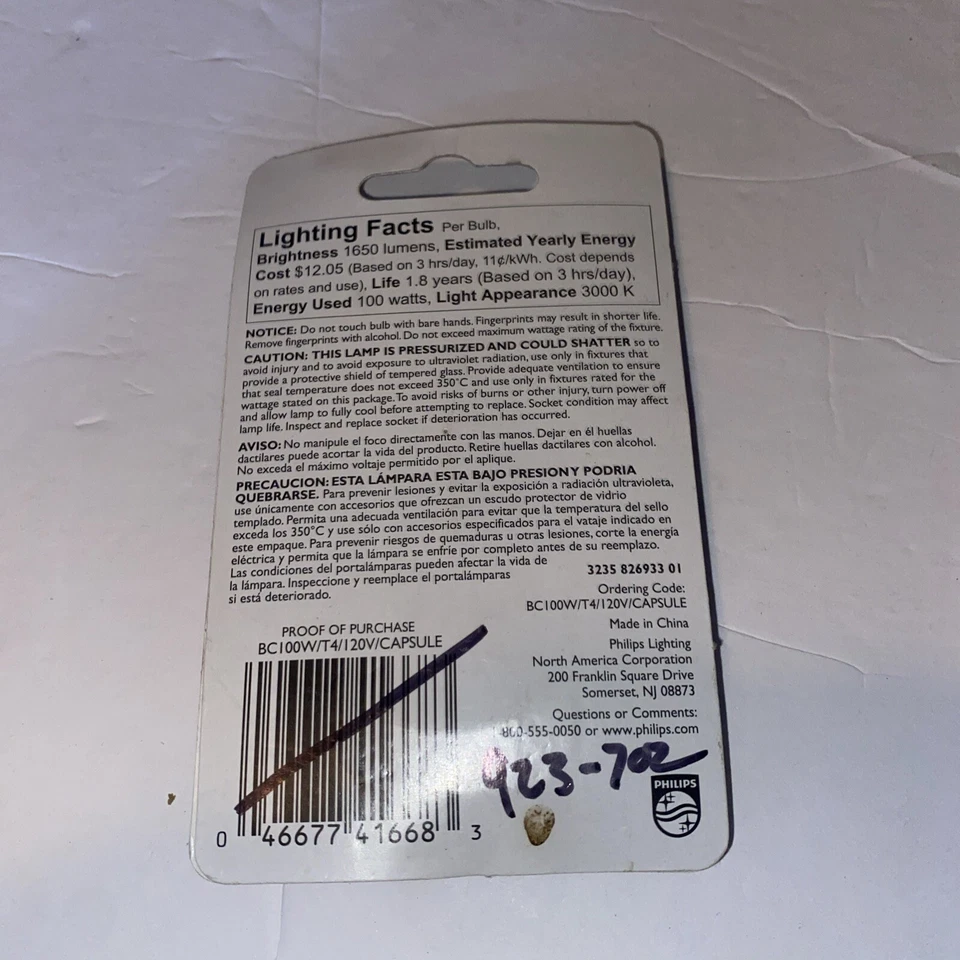 Lighting Facts Per Bulb,
Brightness 1650 lumens, Estimated Yearly Energy
Cost $12.05 (Based on 3 hrs/day, 11¢/kWh. Cost depends
on rates and use), Life 1.8 years (Based on 3 hrs/day),
Energy Used 100 watts, Light Appearance 3000 K
NOTICE: Do not touch bulb with bare hands. Fingerprints may result in shorter life.
Remove fingerprints with alcohol. Do not exceed maximum wattage rating of the fixture.
CAUTION: THIS LAMP IS PRESSURIZED AND COULD SHATTER so to
avoid injury and to avoid exposure to ultraviolet radiation, use only in fixtures that
provide a protective shield of tempered glass. Provide adequate ventilation to ensure
that seal temperature does not exceed 350°C and use only in fixtures rated for the
wattage stated on this package. To avoid risks of burns or other injury, turn power off
and allow lamp to fully cool before attempting to replace. Socket condition may affect
lamp life. Inspect and replace socket if deterioration has occurred.
AVISO: No manipule el foco directamente con las manos. Dejar en él huellas
dactilares puede acortar la vida del producto. Retire huellas dactilares con alcohol.
No exceda el máximo voltaje permitido por el aplique.
PRECAUCION: ESTA LÁMPARA ESTA BAJO PRESION Y PODRIA
QUEBRARSE. Para prevenir lesiones y evitar la exposición a radiación ultravioleta,
use únicamente con accesorios que ofrezcan un escudo protector de vidrio
templado. Permita una adecuada ventilación para evitar que la temperatura del sello
exceda los 350°C y use sólo con accesorios especificados para el vataje indicado en
este empaque. Para prevenir riesgos de quemaduras u otras lesiones, corte la energía
eléctrica y permita que la lámpara se enfrie por completo antes de su reemplazo.
Las condiciones del portalámparas pueden afectar la vida de
la lámpara. Inspeccione y reemplace el portalámparas
si está deteriorado.
3235 826933 01
Ordering Code:
BC100W/T4/120V/CAPSULE
Made in China
Philips Lighting
North America Corporation
200 Franklin Square Drive
Somerset, NJ 08873
Questions or Comments:
800-555-0050 or www.philips.com
PROOF OF PURCHASE
BC100W/T4/120V/CAPSULE
0 46677 41668 3
923-702
PHILIPS